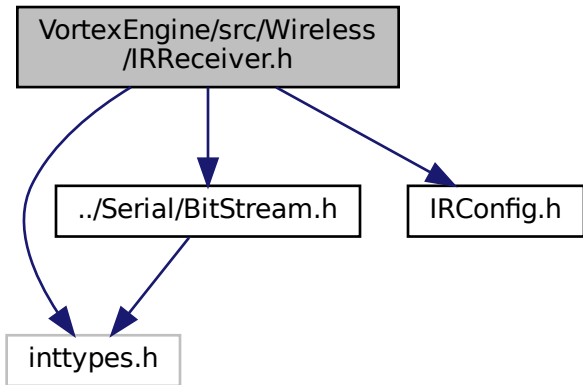 VortexEngine/src/Wireless
/IRReceiver.h
../Serial/BitStream.h
IRConfig.h
inttypes.h